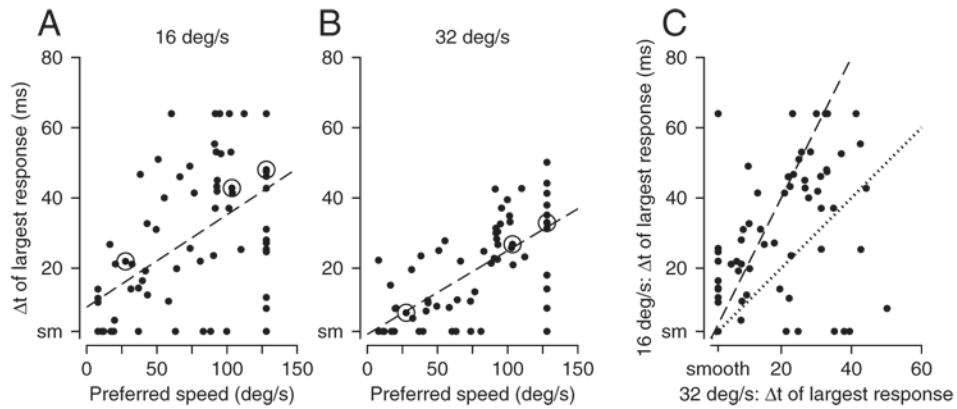 A
B
C
16 deg/s
32 deg/s
Δt of largest response (ms)
80
60
40
20
sm
0
50
100
150
Preferred speed (deg/s)
80
60
40
20
sm
0
50
100
150
Preferred speed (deg/s)
16 deg/s: Δt of largest response (ms)
80
60
40
20
sm
smooth
20
40
60
32 deg/s: Δt of largest response